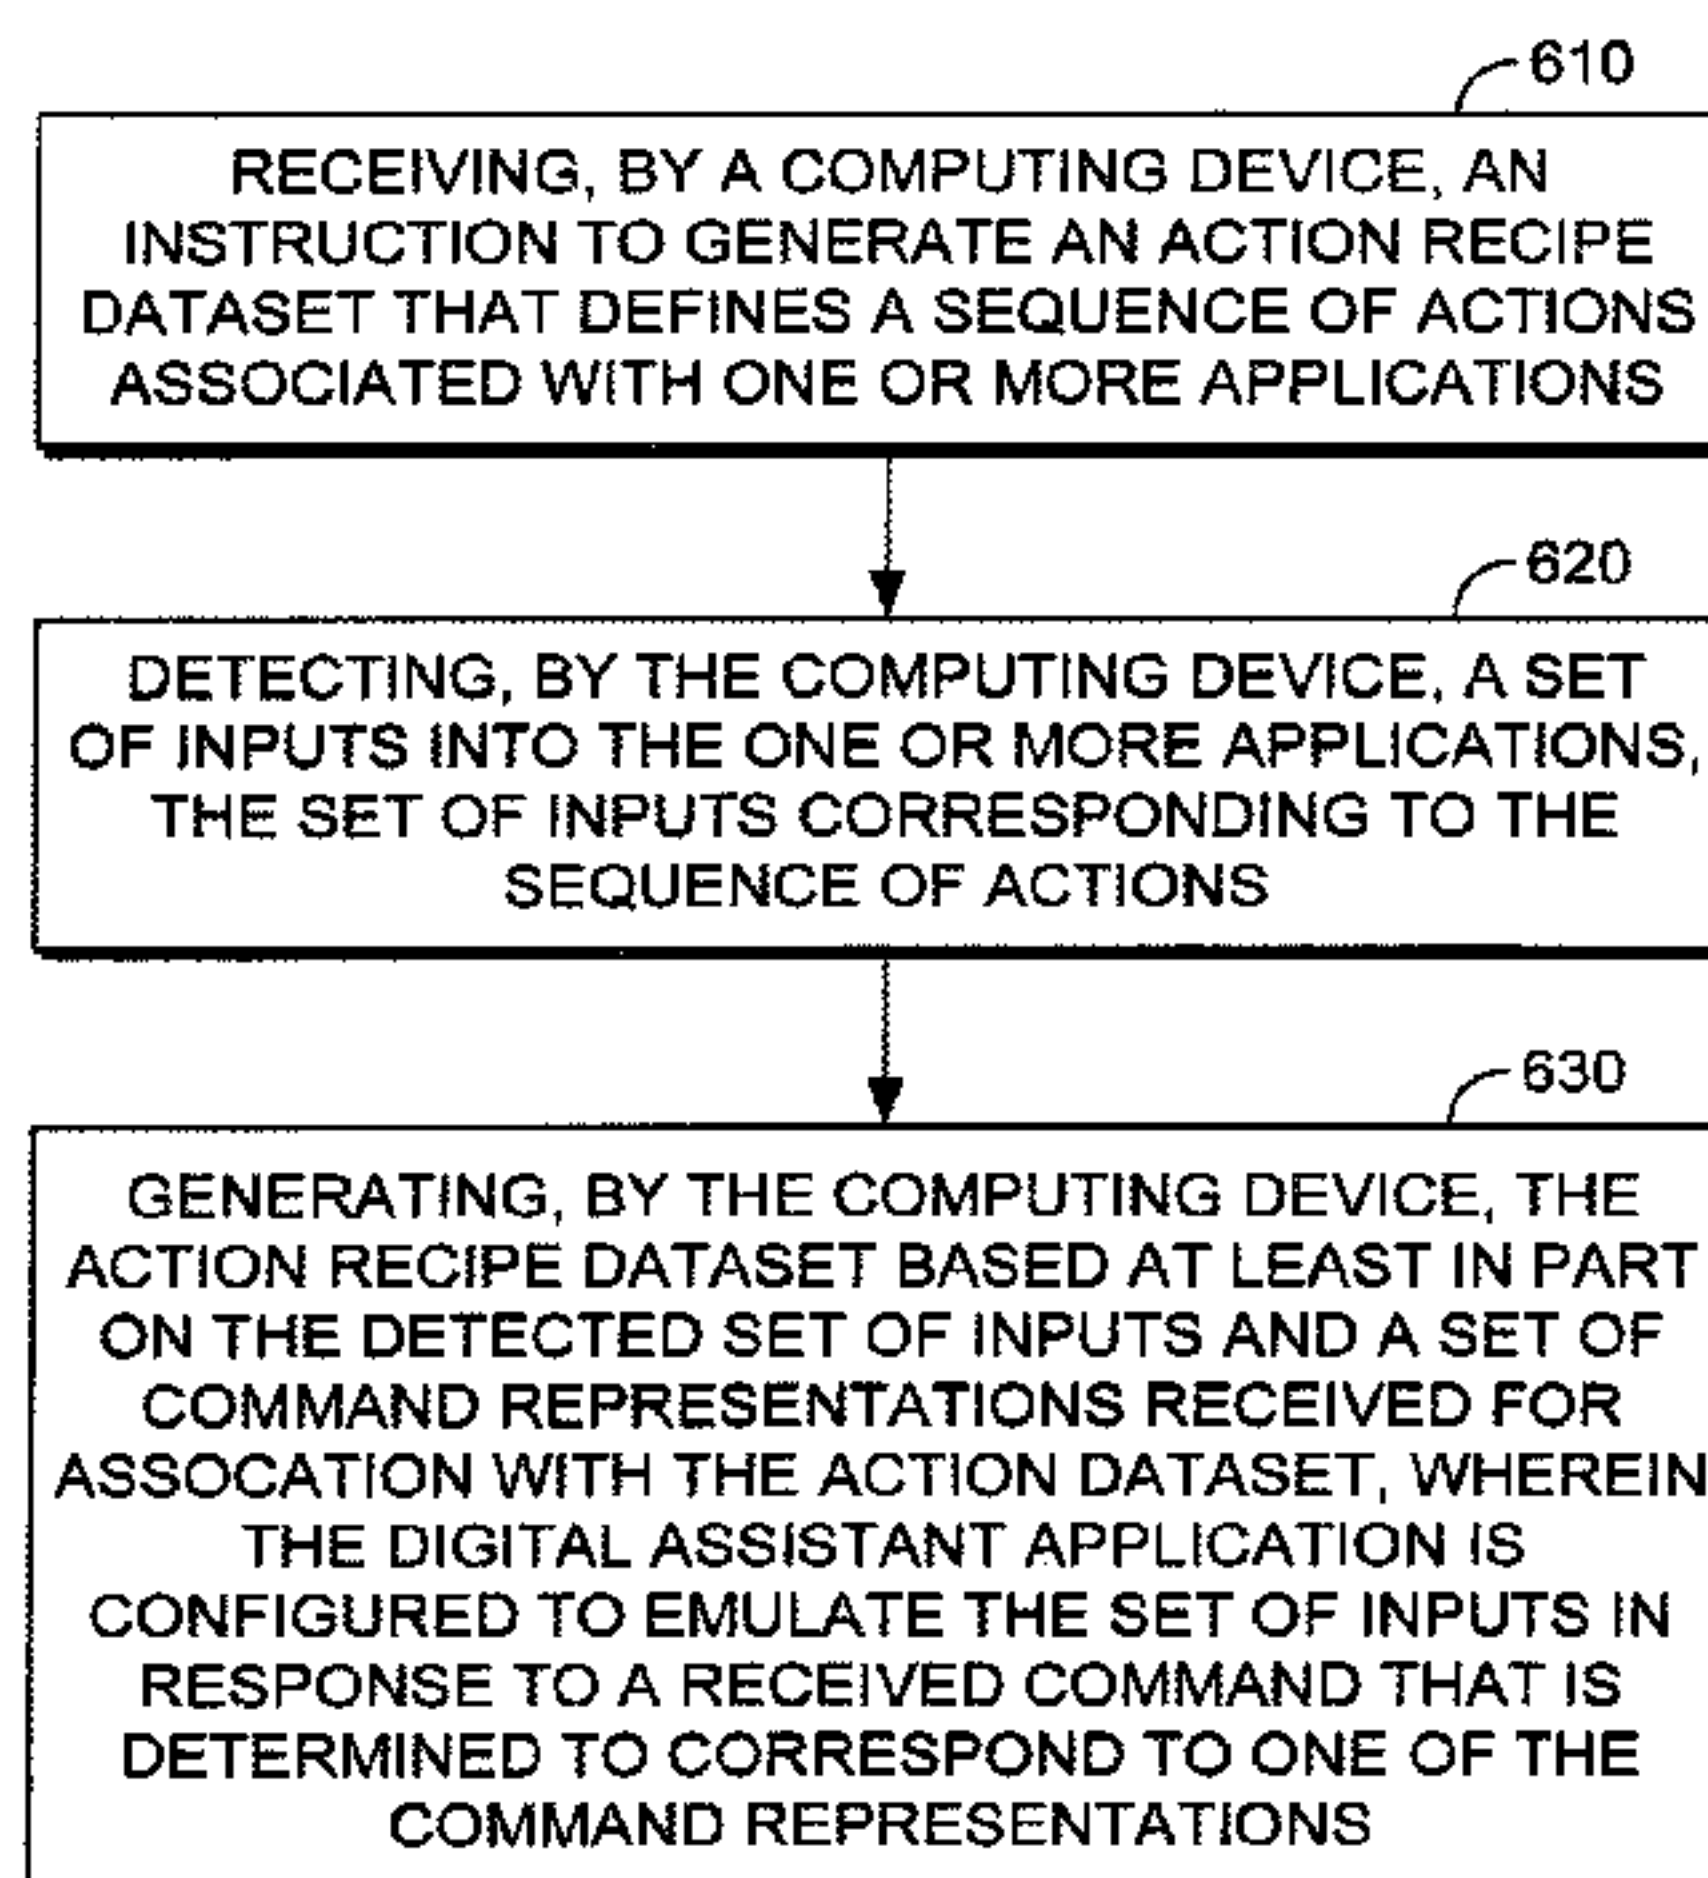 610
RECEIVING, BY A COMPUTING DEVICE, AN
INSTRUCTION TO GENERATE AN ACTION RECIPE
DATASET THAT DEFINES A SEQUENCE OF ACTIONS
ASSOCIATED WITH ONE OR MORE APPLICATIONS
620
DETECTING, BY THE COMPUTING DEVICE, A SET
OF INPUTS INTO THE ONE OR MORE APPLICATIONS,
THE SET OF INPUTS CORRESPONDING TO THE
SEQUENCE OF ACTIONS
630
GENERATING, BY THE COMPUTING DEVICE, THE
ACTION RECIPE DATASET BASED AT LEAST IN PART
ON THE DETECTED SET OF INPUTS AND A SET OF
COMMAND REPRESENTATIONS RECEIVED FOR
ASSOCATION WITH THE ACTION DATASET, WHEREIN
THE DIGITAL ASSISTANT APPLICATION IS
CONFIGURED TO EMULATE THE SET OF INPUTS IN
RESPONSE TO A RECEIVED COMMAND THAT IS
DETERMINED TO CORRESPOND TO ONE OF THE
COMMAND REPRESENTATIONS